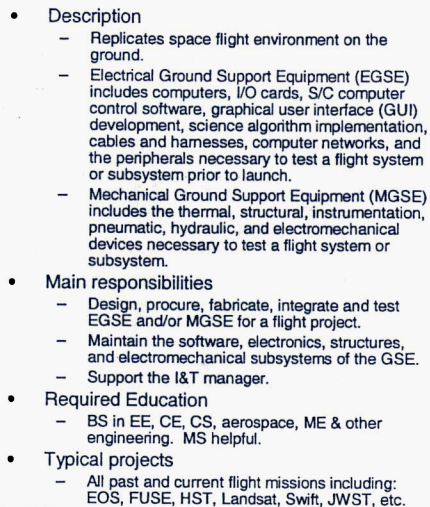 • Description
– Replicates space flight environment on the
ground.
– Electrical Ground Support Equipment (EGSE)
includes computers, I/O cards, S/C computer
control software, graphical user interface (GUI)
development, science algorithm implementation,
cables and harnesses, computer networks, and
the peripherals necessary to test a flight system
or subsystem prior to launch.
– Mechanical Ground Support Equipment (MGSE)
includes the thermal, structural, instrumentation,
pneumatic, hydraulic, and electromechanical
devices necessary to test a flight system or
subsystem.
• Main responsibilities
– Design, procure, fabricate, integrate and test
EGSE and/or MGSE for a flight project.
– Maintain the software, electronics, structures,
and electromechanical subsystems of the GSE.
– Support the I&T manager.
• Required Education
– BS in EE, CE, CS, aerospace, ME & other
engineering. MS helpful.
• Typical projects
– All past and current flight missions including:
EOS, FUSE, HST, Landsat, Swift, JWST, etc.